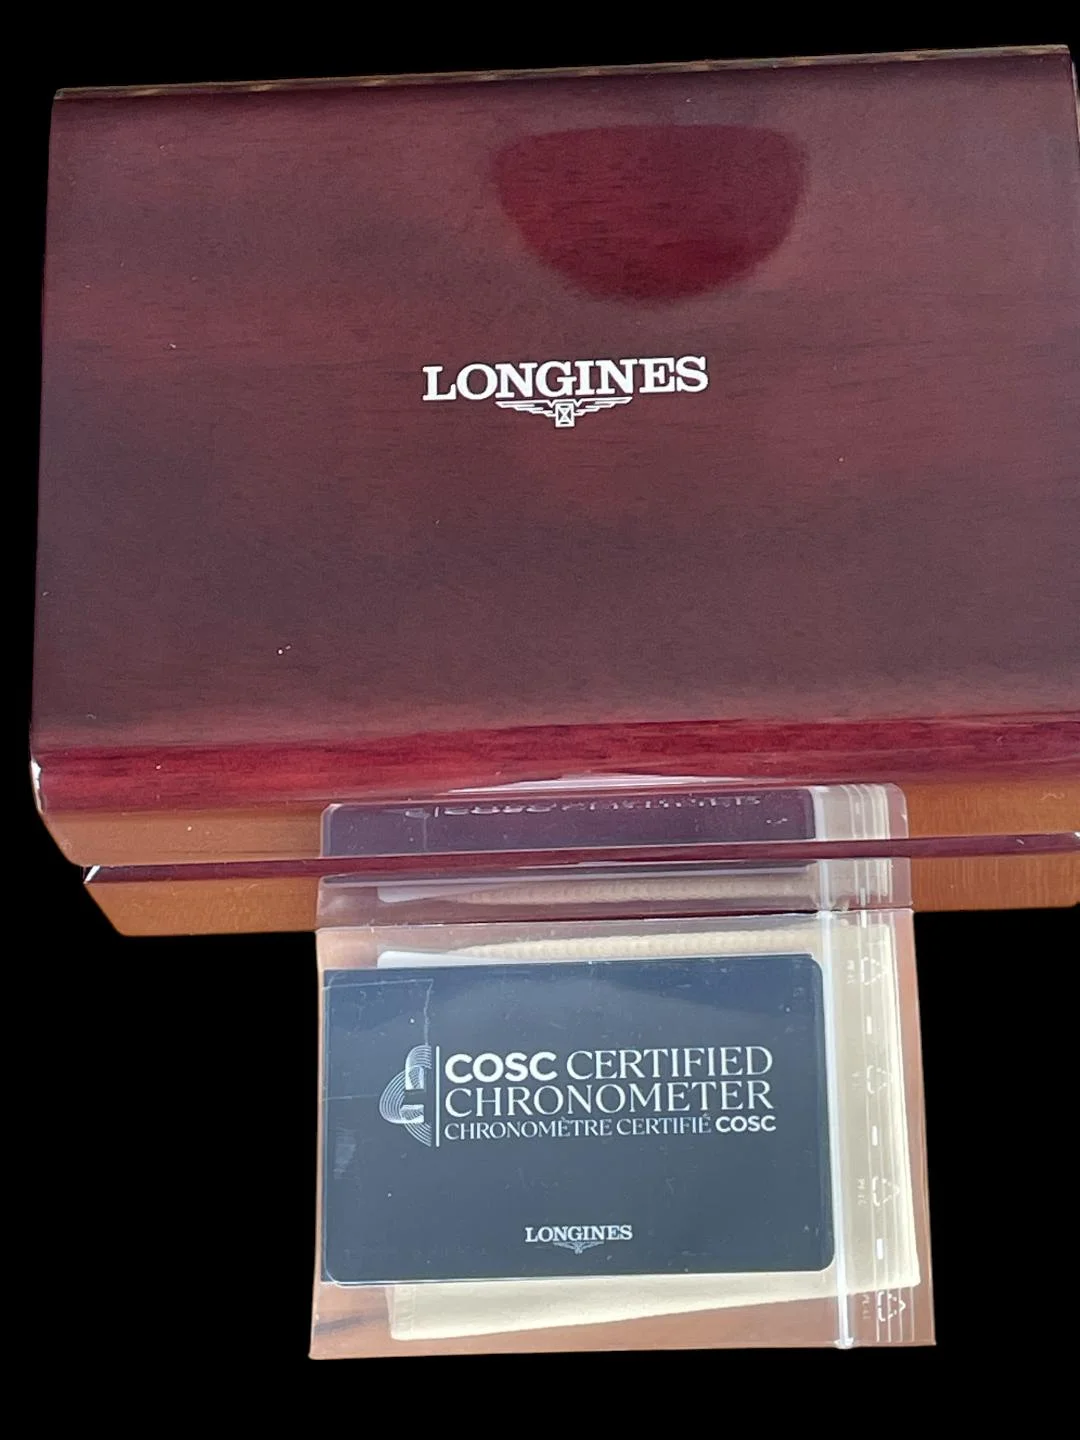 LONGINES
COSC CERTIFIED
CHRONOMETER
CHRONOMÈTRE CERTIFIÉ COSC
LONGINES